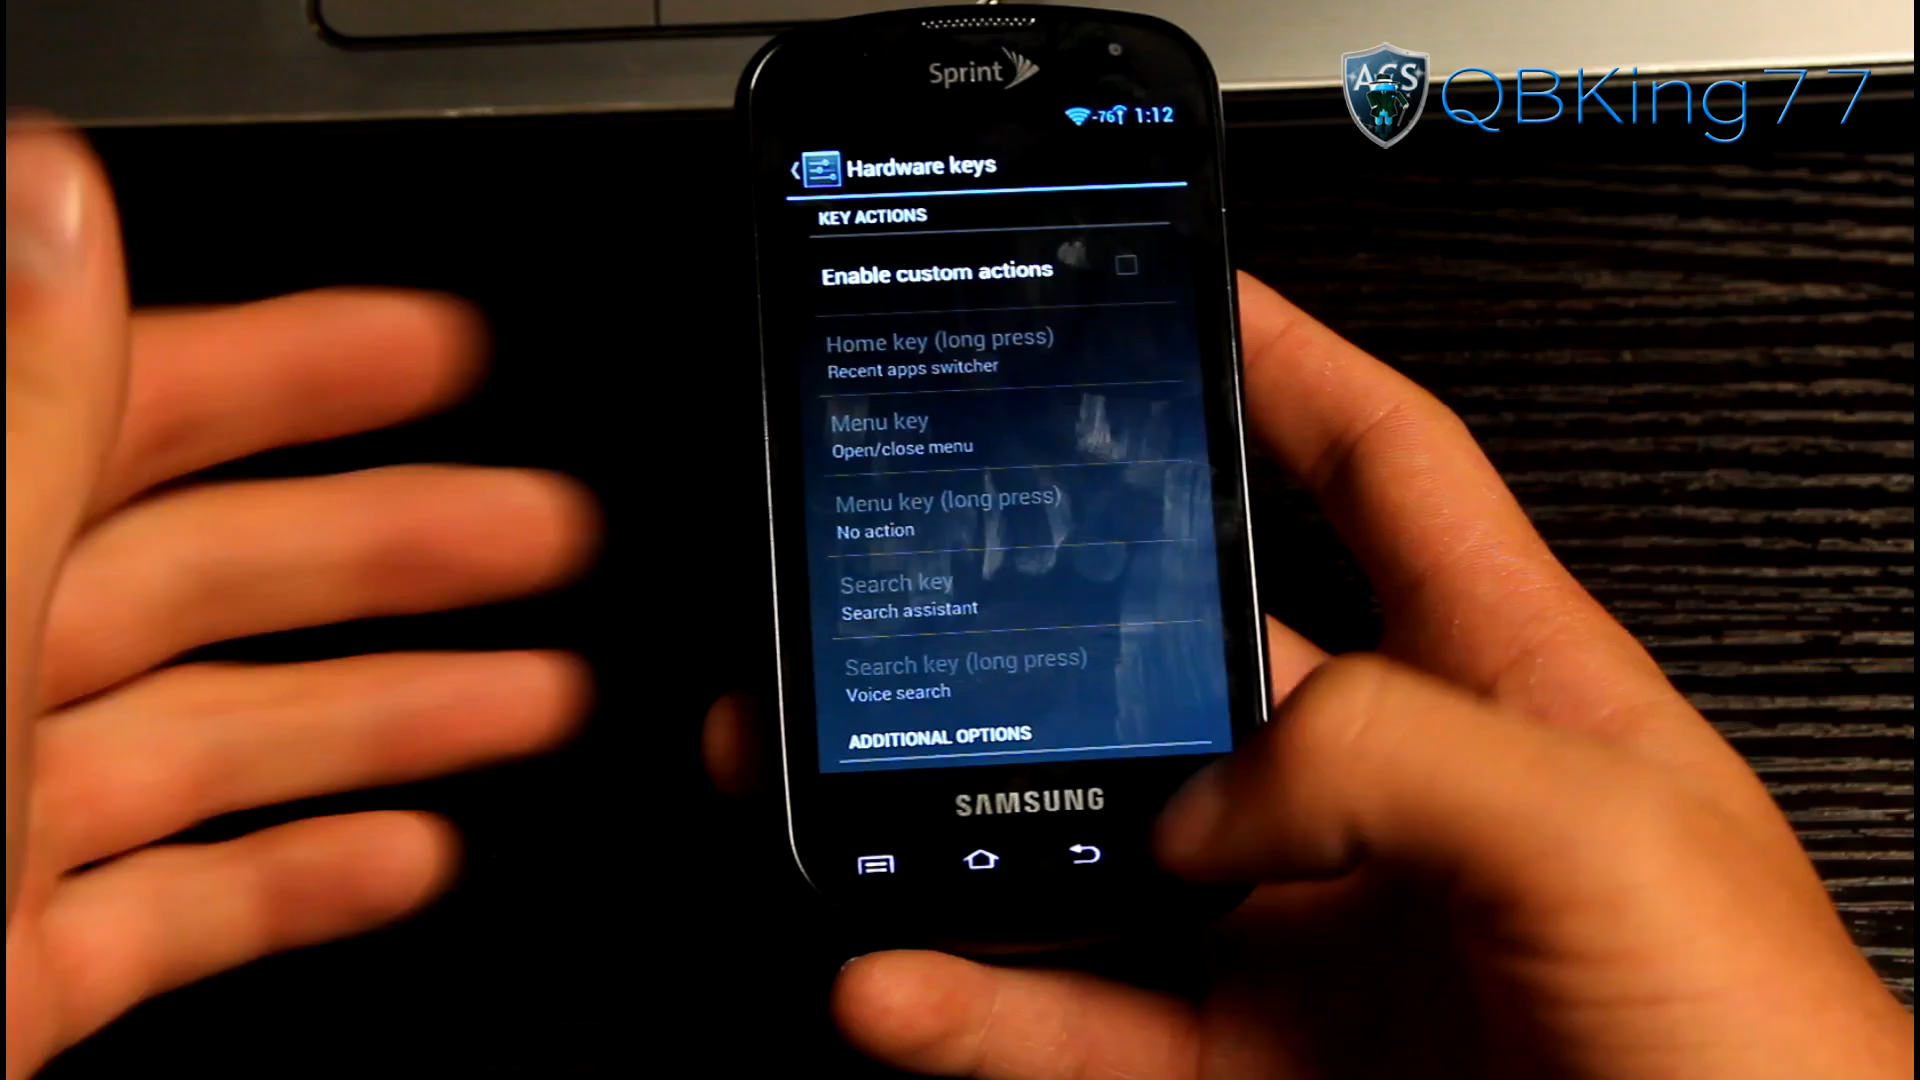 Sprint
ACS
QBKing77
-76 1:12
Hardware keys
KEY ACTIONS
Enable custom actions
Home key (long press)
Recent apps switcher
Menu key
Open/close menu
Menu key (long press)
No action
Search key
Search assistant
Search key (long press)
Voice search
ADDITIONAL OPTIONS
SAMSUNG